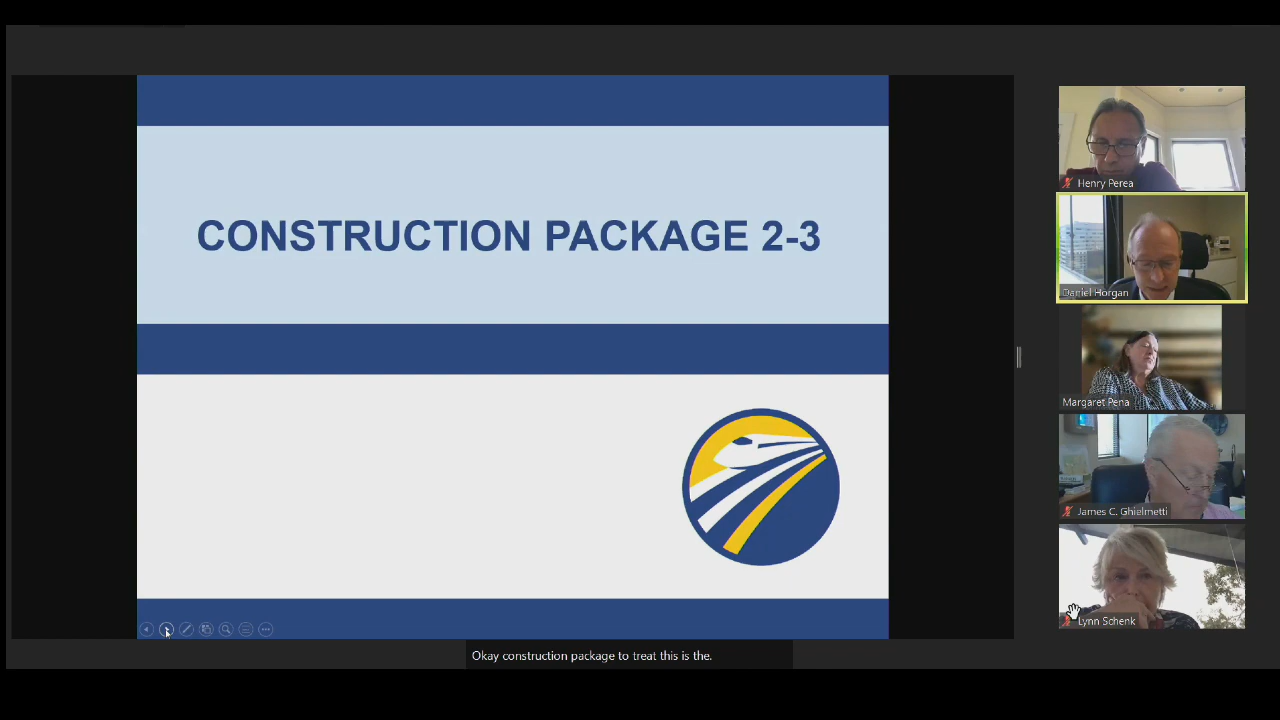 CONSTRUCTION PACKAGE 2-3
Henry Perea
Daniel Horgan
Margaret Pena
James C. Ghielmetti
Lynn Schenk
Okay construction package to treat this is the.